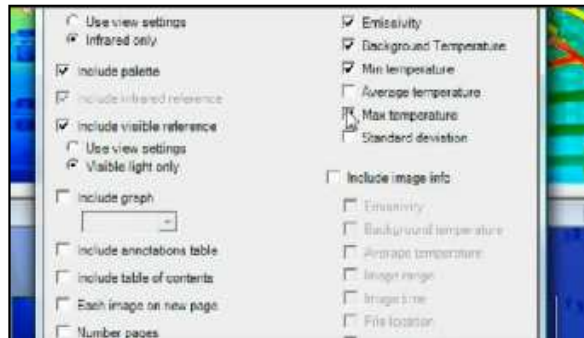 Use view settings
Infrared only
Include palette
Include infrared reference
Include visible reference
Use view settings
Visible light only
Include graph
Include annotations table
Include table of contents
Each image on new page
Number pages
Emissivity
Background Temperature
Min temperature
Average temperature
Max temperature
Standard deviation
Include image info
Emissivity
Background temperature
Average temperature
Image range
Image time
File location